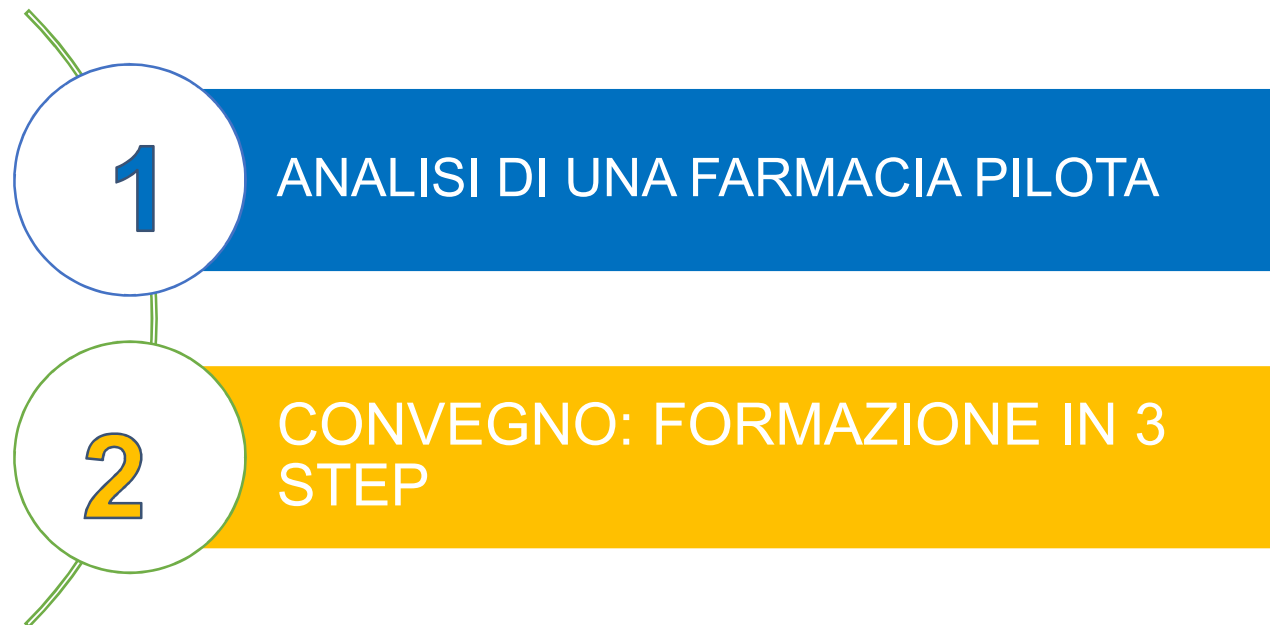 1
ANALISI DI UNA FARMACIA PILOTA
2
CONVEGNO: FORMAZIONE IN 3
STEP